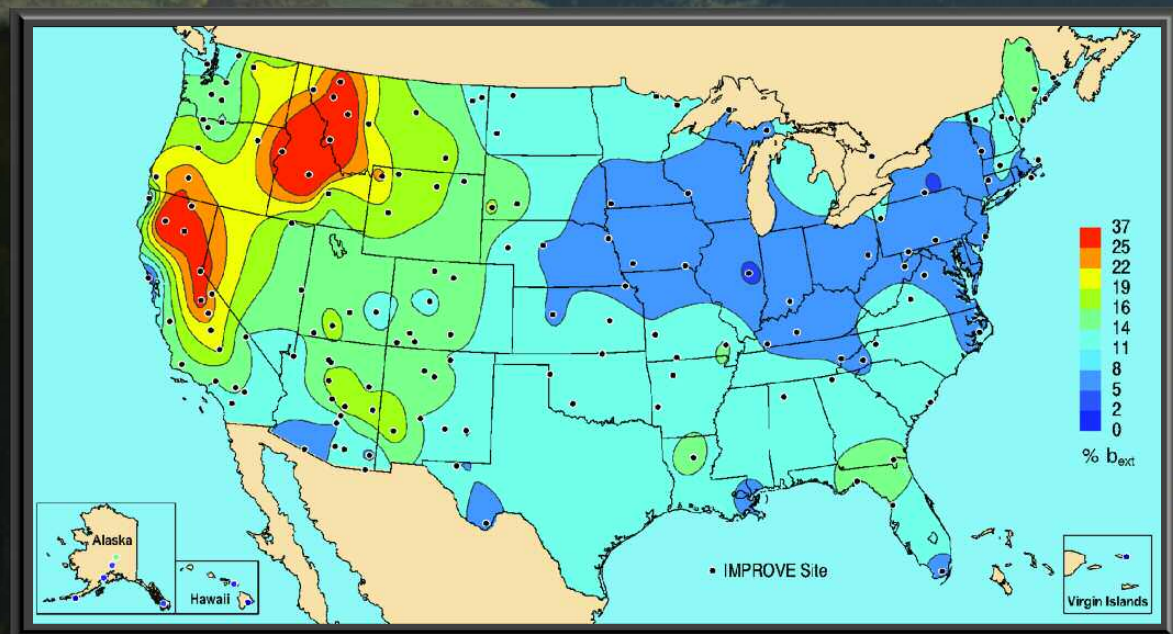 37
25
22
19
16
14
11
8
5
2
0
% bext
IMPROVE Site
Alaska
Hawaii
Virgin Islands